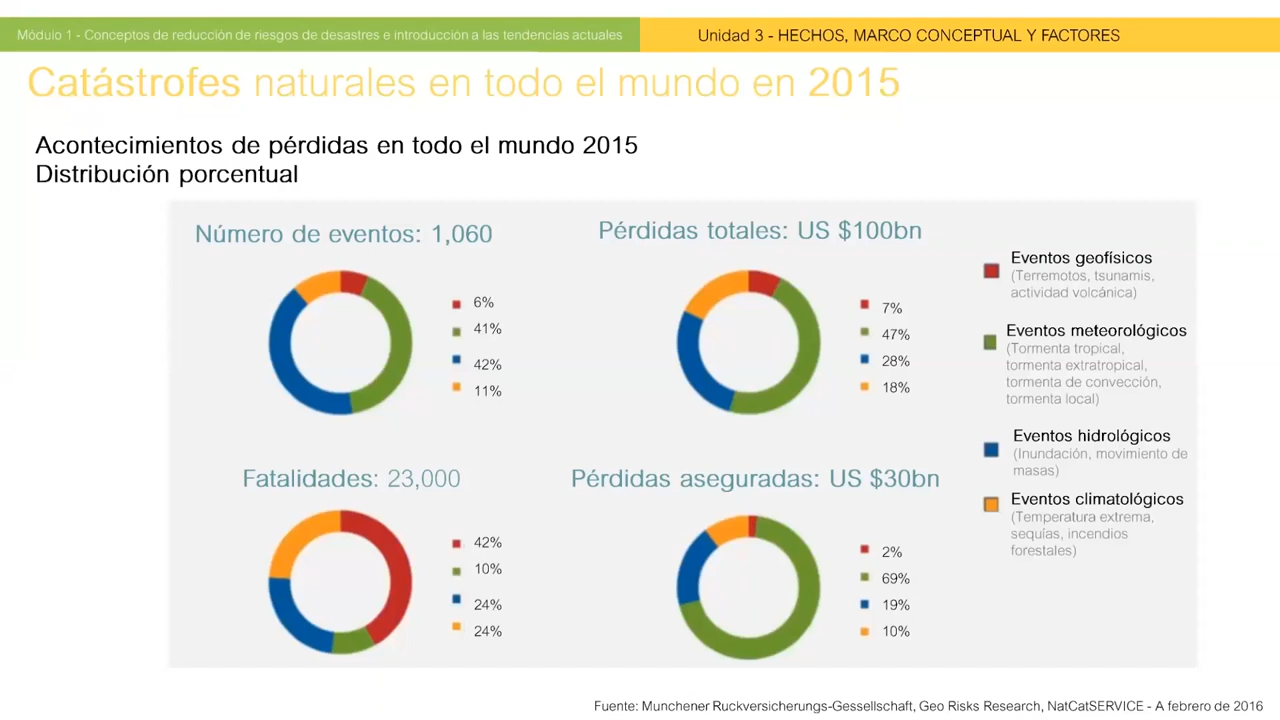 Módulo 1 - Conceptos de reducción de riesgos de desastres e introducción a las tendencias actuales
Unidad 3 - HECHOS, MARCO CONCEPTUAL Y FACTORES
Catástrofes naturales en todo el mundo en 2015
Acontecimientos de pérdidas en todo el mundo 2015
Distribución porcentual
Número de eventos: 1,060
6%
41%
42%
11%
Pérdidas totales: US $100bn
7%
47%
28%
18%
Fatalidades: 23,000
42%
10%
24%
24%
Pérdidas aseguradas: US $30bn
2%
69%
19%
10%
Eventos geofísicos
(Terremotos, tsunamis,
actividad volcánica)
Eventos meteorológicos
(Tormenta tropical,
tormenta extratropical,
tormenta de convección,
tormenta local)
Eventos hidrológicos
(Inundación, movimiento de
masas)
Eventos climatológicos
(Temperatura extrema,
sequías, incendios
forestales)
Fuente: Munchener Ruckversicherungs-Gessellschaft, Geo Risks Research, NatCatSERVICE - A febrero de 2016